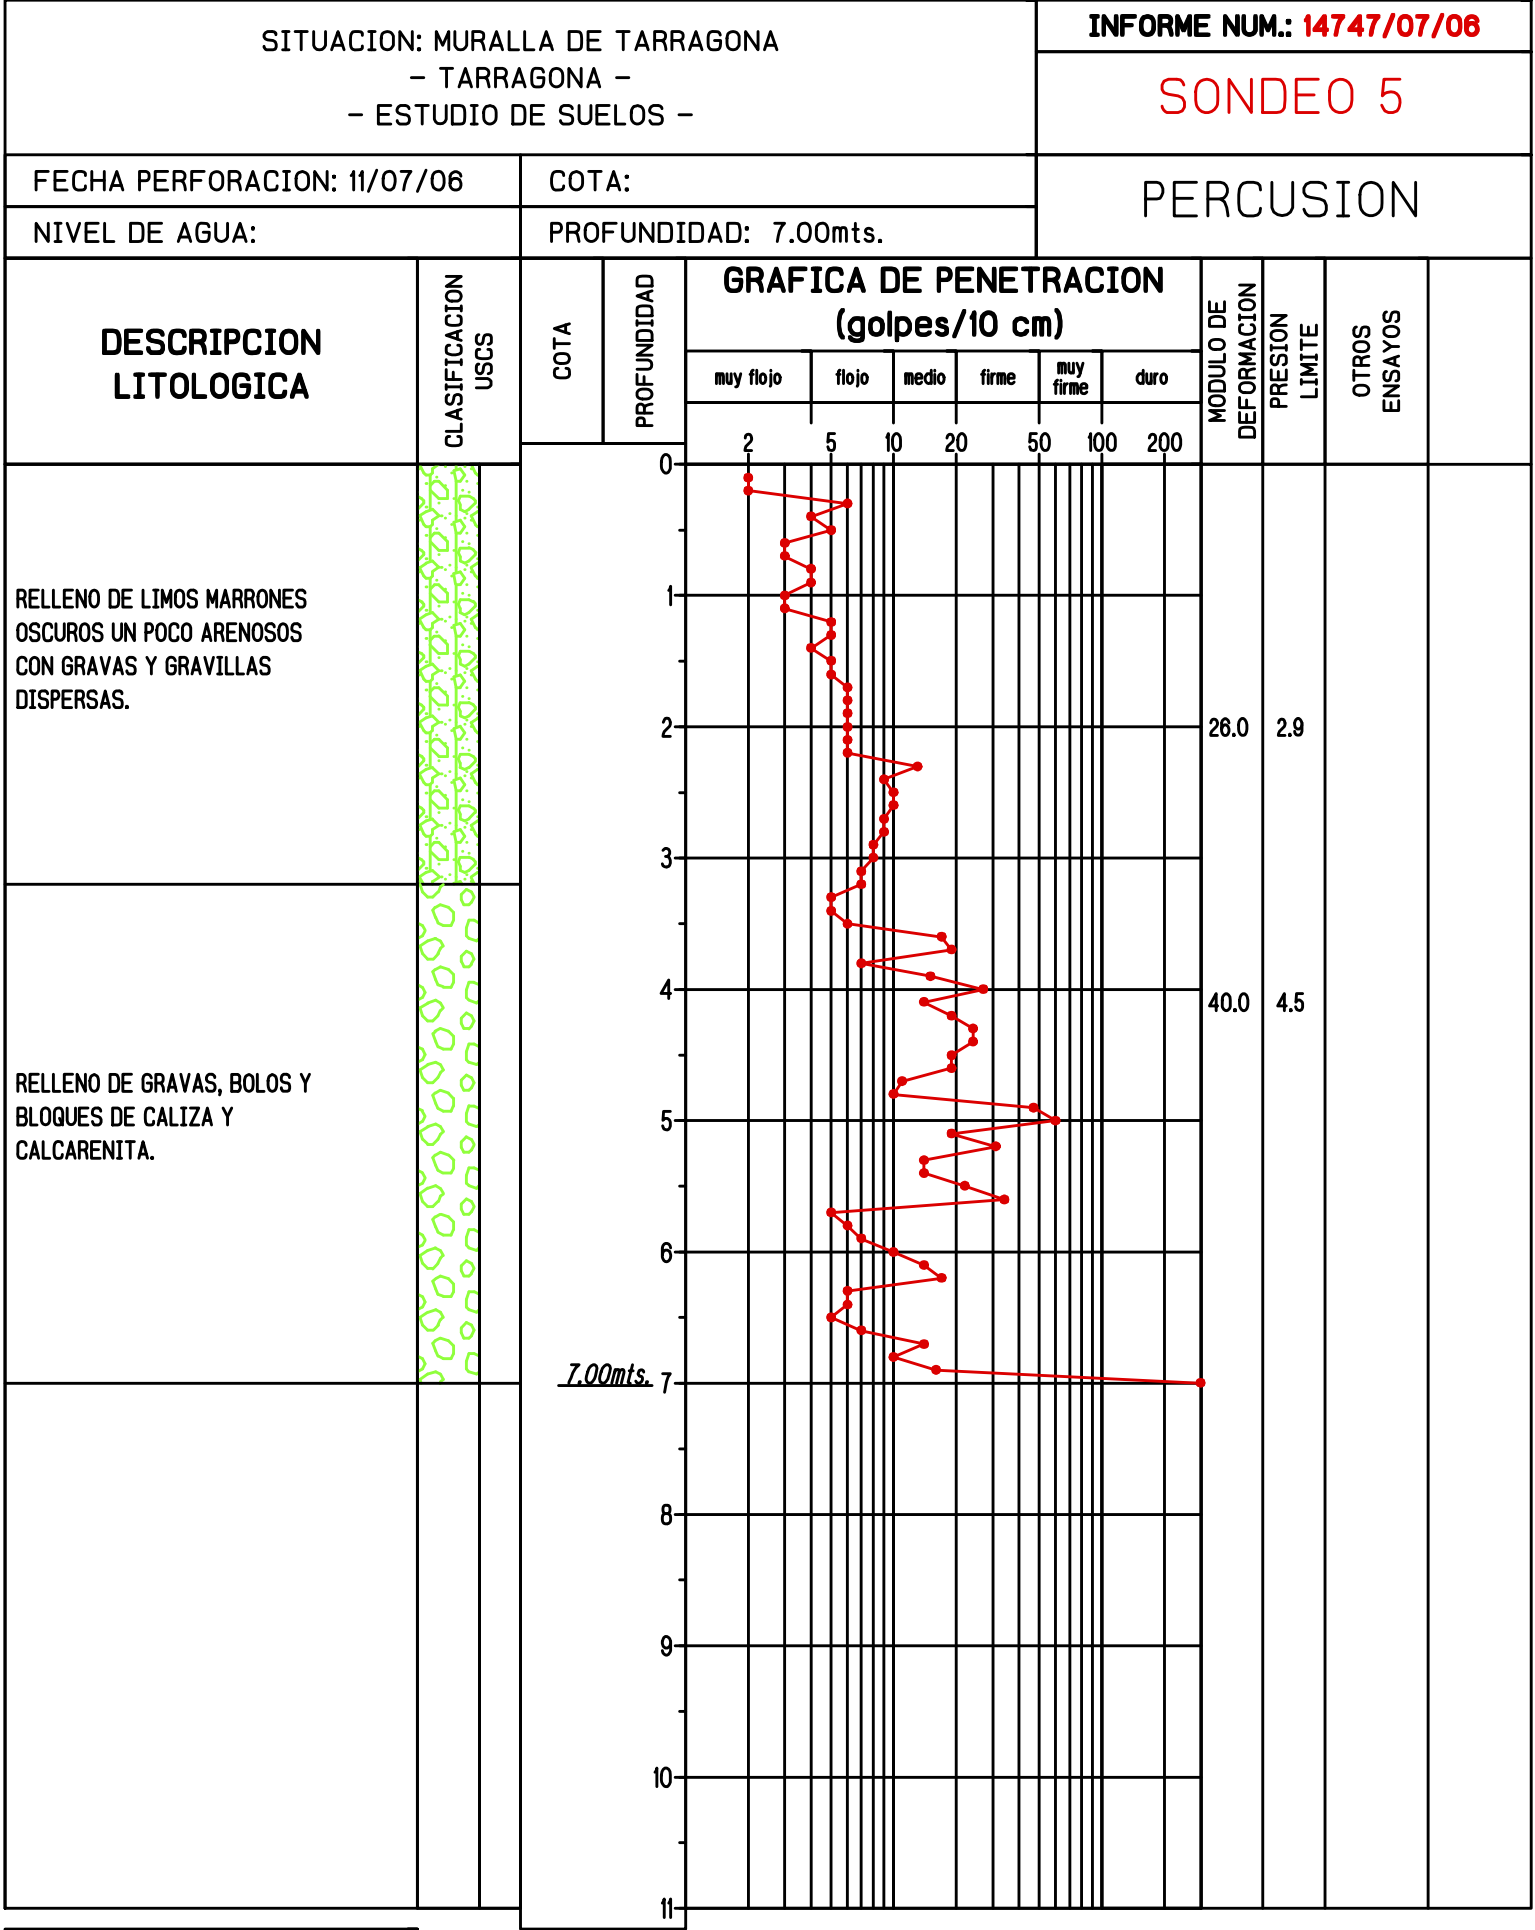 SITUACION: MURALLA DE TARRAGONA
- TARRAGONA -
- ESTUDIO DE SUELOS -
INFORME NUM.: 14747/07/06
SONDEO 5
FECHA PERFORACION: 11/07/06
COTA:
PERCUSION
NIVEL DE AGUA:
PROFUNDIDAD: 7.00mts.
DESCRIPCION
LITOLOGICA
CLASIFICACION
USCS
COTA
PROFUNDIDAD
GRAFICA DE PENETRACION
(golpes/10 cm)
muy flojo
flojo
medio
firme
muy
firme
duro
MODULO DE
DEFORMACION
PRESION
LIMITE
OTROS
ENSAYOS
2 5 10 20 50 100 200
0
RELLENO DE LIMOS MARRONES
OSCUROS UN POCO ARENOSOS
CON GRAVAS Y GRAVILLAS
DISPERSAS.
1
2
26.0 2.9
3
4
40.0 4.5
RELLENO DE GRAVAS, BOLOS Y
BLOQUES DE CALIZA Y
CALCARENITA.
5
6
7.00mts. 7
8
9
10
11